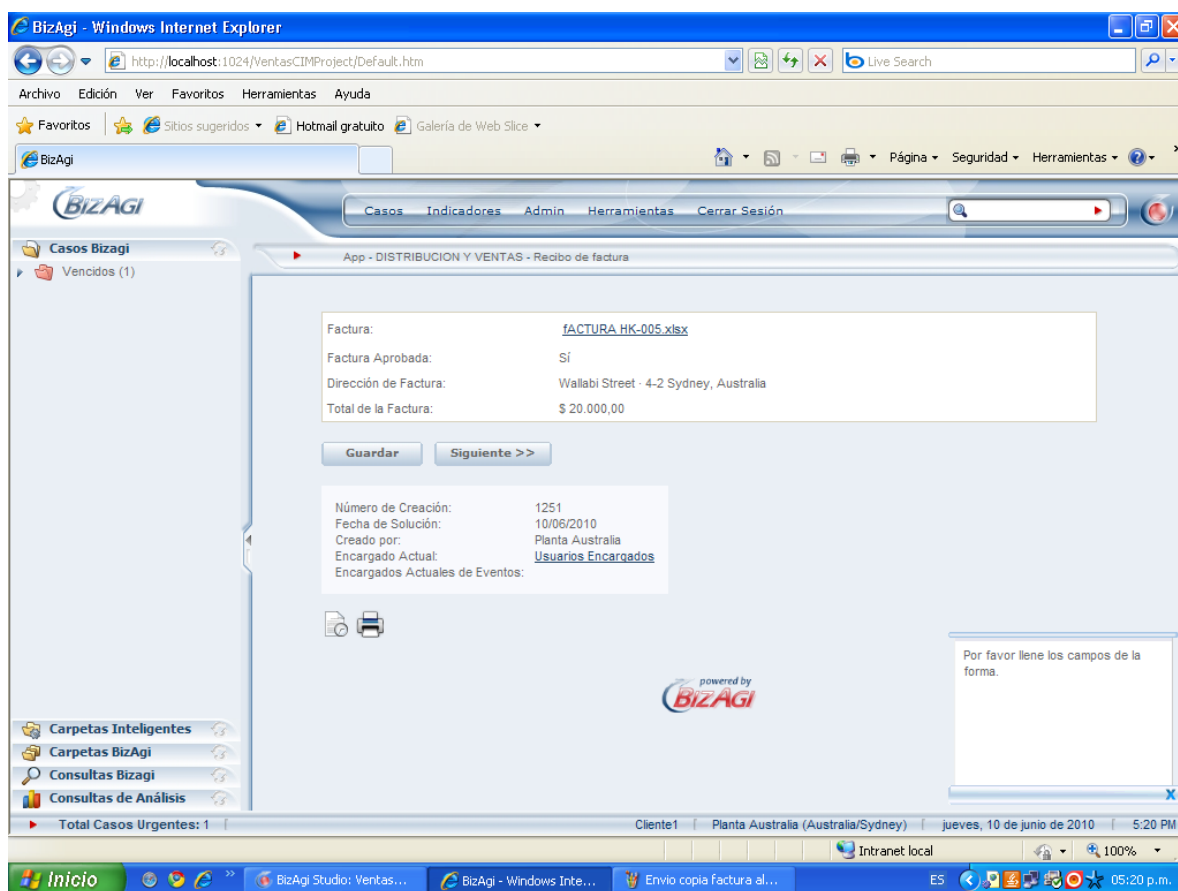 BizAgi - Windows Internet Explorer
http://localhost:1024/VentasCIMProject/Default.htm
Live Search
Archivo Edición Ver Favoritos Herramientas Ayuda
Favoritos Sitios sugeridos Hotmail gratuito Galería de Web Slice
BizAgi
Página Seguridad Herramientas
BIZAGI
Casos Indicadores Admin Herramientas Cerrar Sesión
Casos Bizagi
App - DISTRIBUCION Y VENTAS - Recibo de factura
Vencidos (1)
Factura: fACTURA HK-005.xlsx
Factura Aprobada: Sí
Dirección de Factura: Wallabi Street · 4-2 Sydney, Australia
Total de la Factura: $ 20.000,00
Guardar Siguiente >>
Número de Creación: 1251
Fecha de Solución: 10/06/2010
Creado por: Planta Australia
Encargado Actual: Usuarios Encargados
Encargados Actuales de Eventos:
Por favor llene los campos de la
forma.
powered by
BIZAGI
Carpetas Inteligentes
Carpetas BizAgi
Consultas Bizagi
Consultas de Análisis
X
Total Casos Urgentes: 1
Cliente1 Planta Australia (Australia/Sydney) jueves, 10 de junio de 2010 5:20 PM
Intranet local 100%
Inicio BizAgi Studio: Ventas... BizAgi - Windows Inte... Envio copia factura al... ES 05:20 p.m.